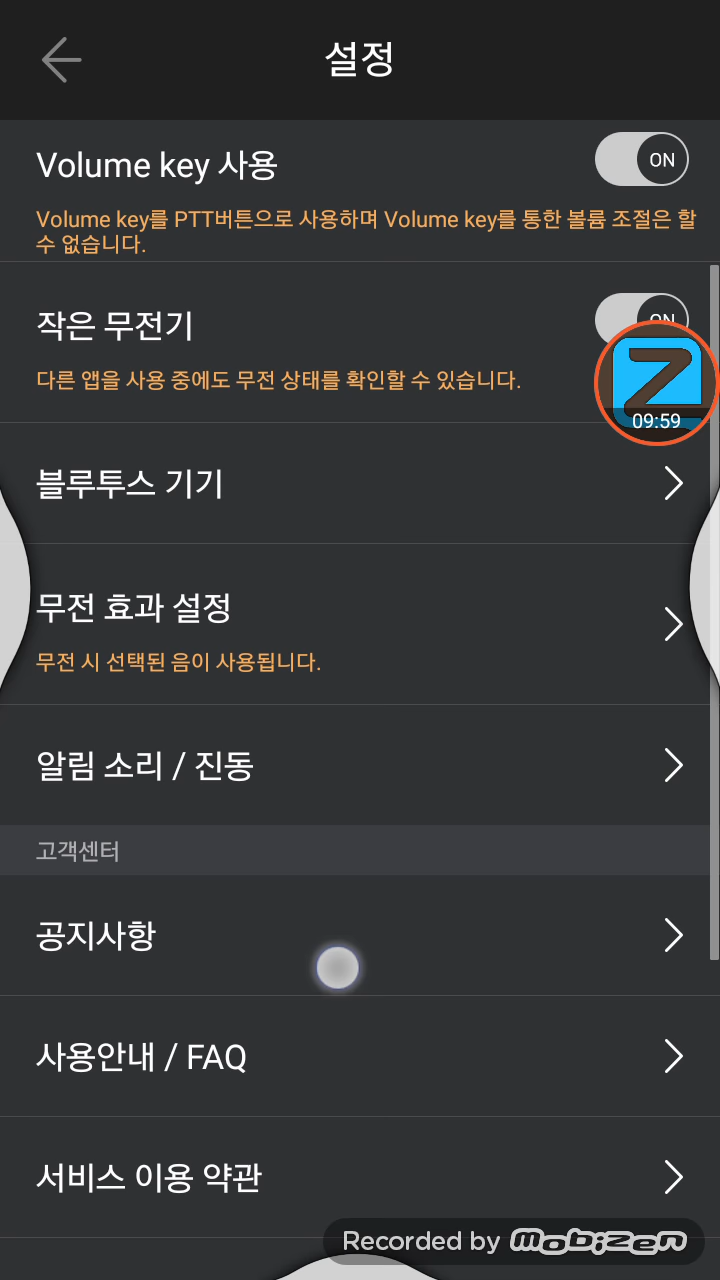 설정
Volume key 사용
ON
Volume key를 PTT버튼으로 사용하며 Volume key를 통한 볼륨 조절은 할
수 없습니다.
작은 무전기
ON
다른 앱을 사용 중에도 무전 상태를 확인할 수 있습니다.
09:59
블루투스 기기
무전 효과 설정
무전 시 선택된 음이 사용됩니다.
알림 소리 / 진동
고객센터
공지사항
사용안내 / FAQ
서비스 이용 약관
Recorded by mobizen